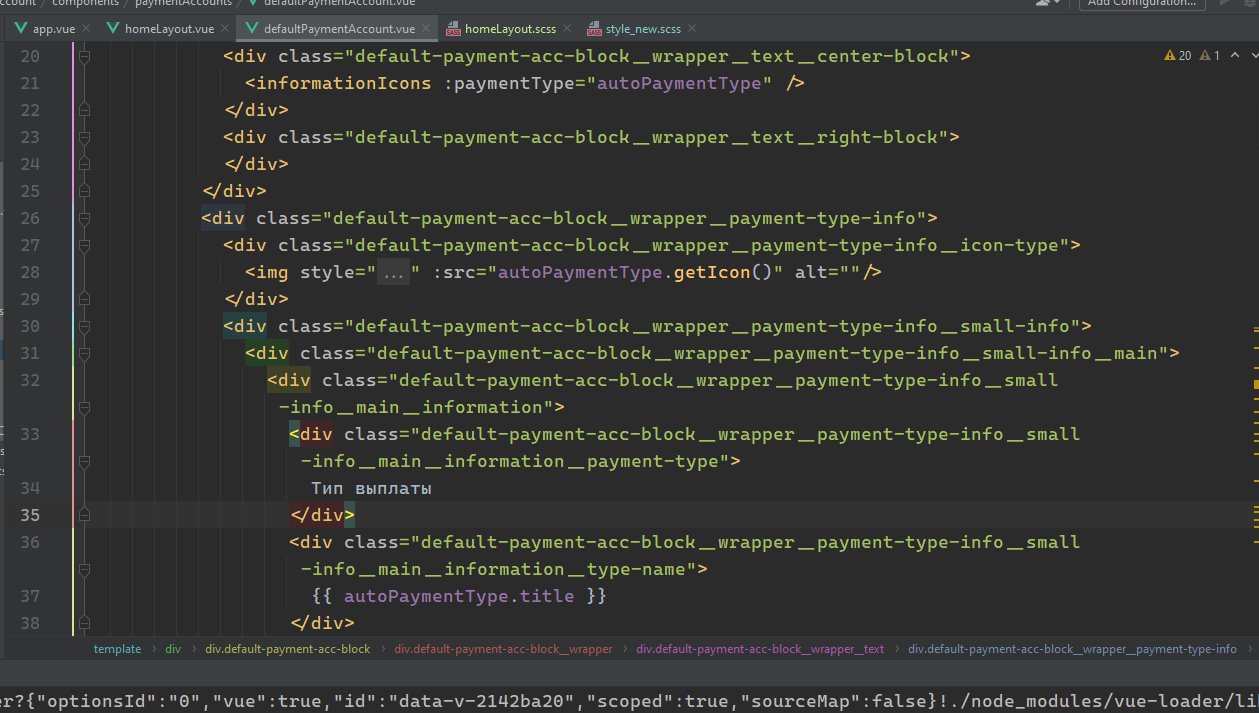 components paymentAccounts defaultPaymentAccount.vue Add Configuration...
app.vue homeLayout.vue defaultPaymentAccount.vue homeLayout.scss style_new.scss
20 <div class="default-payment-acc-block__wrapper__text__center-block"> 20 1
21 <informationIcons :paymentType="autoPaymentType" />
22 </div>
23 <div class="default-payment-acc-block__wrapper__text__right-block">
24 </div>
25 </div>
26 <div class="default-payment-acc-block__wrapper__payment-type-info">
27 <div class="default-payment-acc-block__wrapper__payment-type-info__icon-type">
28 <img style="..." :src="autoPaymentType.getIcon()" alt=""/>
29 </div>
30 <div class="default-payment-acc-block__wrapper__payment-type-info__small-info">
31 <div class="default-payment-acc-block__wrapper__payment-type-info__small-info__main">
32 <div class="default-payment-acc-block__wrapper__payment-type-info__small
-info__main__information">
33 <div class="default-payment-acc-block__wrapper__payment-type-info__small
-info__main__information__payment-type">
34 Тип выплаты
35 </div>
36 <div class="default-payment-acc-block__wrapper__payment-type-info__small
-info__main__information__type-name">
37 {{ autoPaymentType.title }}
38 </div>
template div div.default-payment-acc-block div.default-payment-acc-block__wrapper div.default-payment-acc-block__wrapper__text div.default-payment-acc-block__wrapper__payment-type-info
er?{"optionsId":"0","vue":true,"id":"data-v-2142ba20","scoped":true,"sourceMap":false}!./node_modules/vue-loader/li